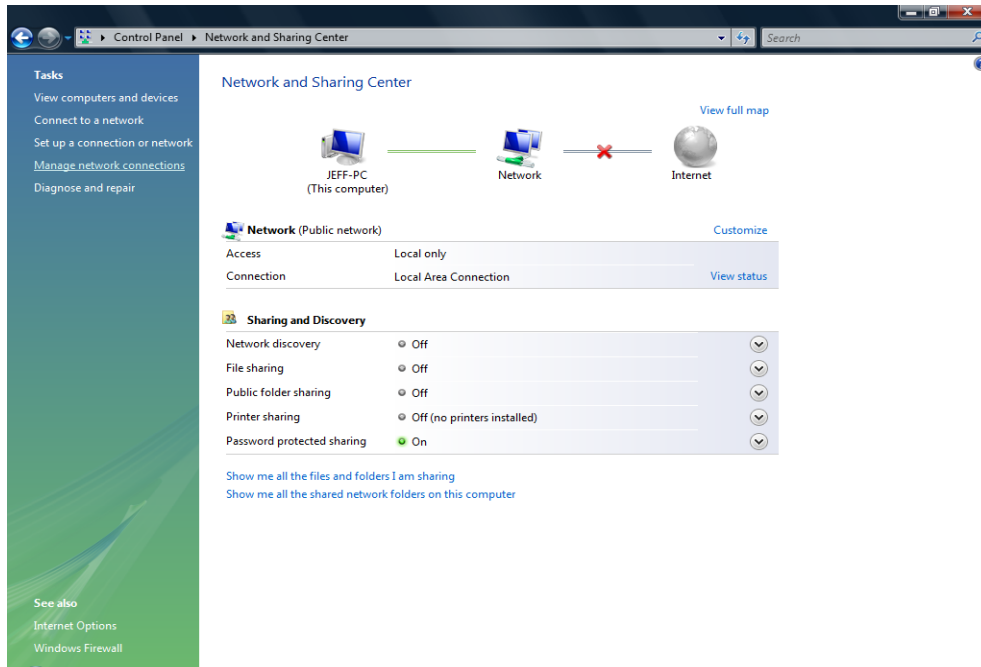 Control Panel ▸ Network and Sharing Center
Search
Tasks
View computers and devices
Connect to a network
Set up a connection or network
Manage network connections
Diagnose and repair
Network and Sharing Center
View full map
JEFF-PC
(This computer)
Network
Internet
Network (Public network)
Customize
Access Local only
Connection Local Area Connection View status
Sharing and Discovery
Network discovery Off
File sharing Off
Public folder sharing Off
Printer sharing Off (no printers installed)
Password protected sharing On
Show me all the files and folders I am sharing
Show me all the shared network folders on this computer
See also
Internet Options
Windows Firewall